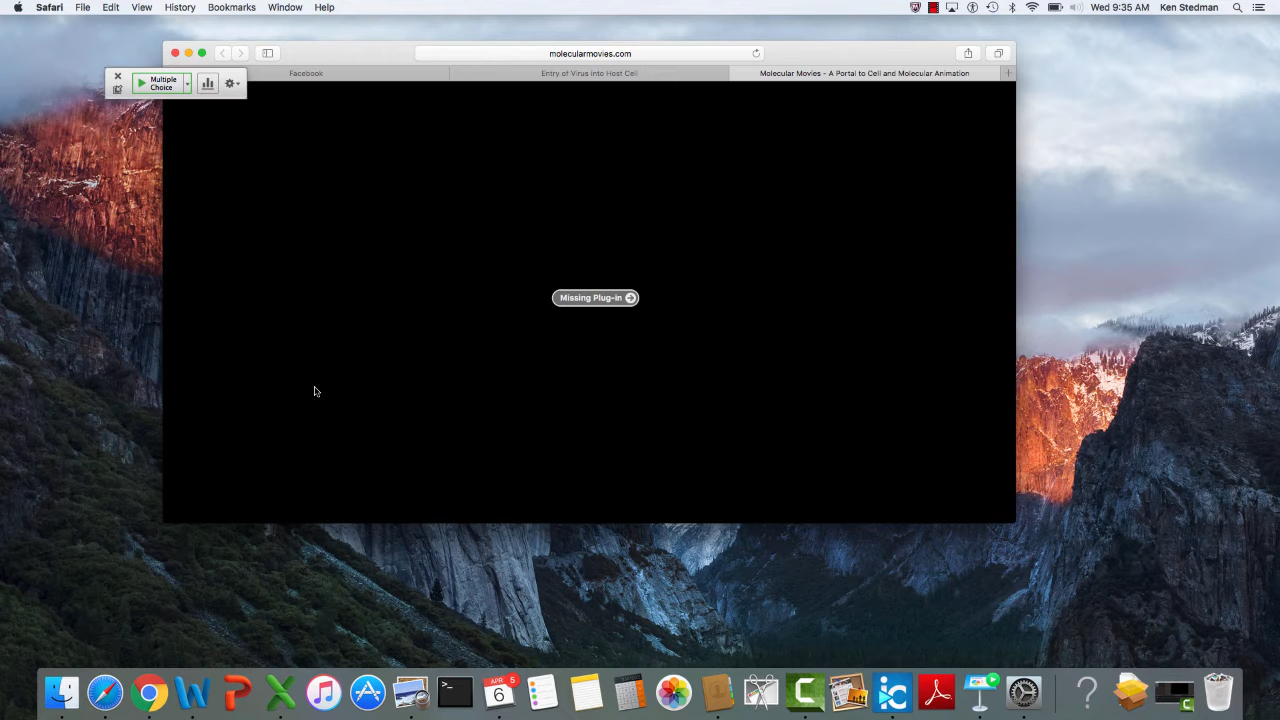 Safari File Edit View History Bookmarks Window Help Wed 9:35 AM Ken Stedman
molecularmovies.com
Facebook Entry of Virus into Host Cell Molecular Movies - A Portal to Cell and Molecular Animation
Multiple
Choice
Missing Plug-in
APR 5
6